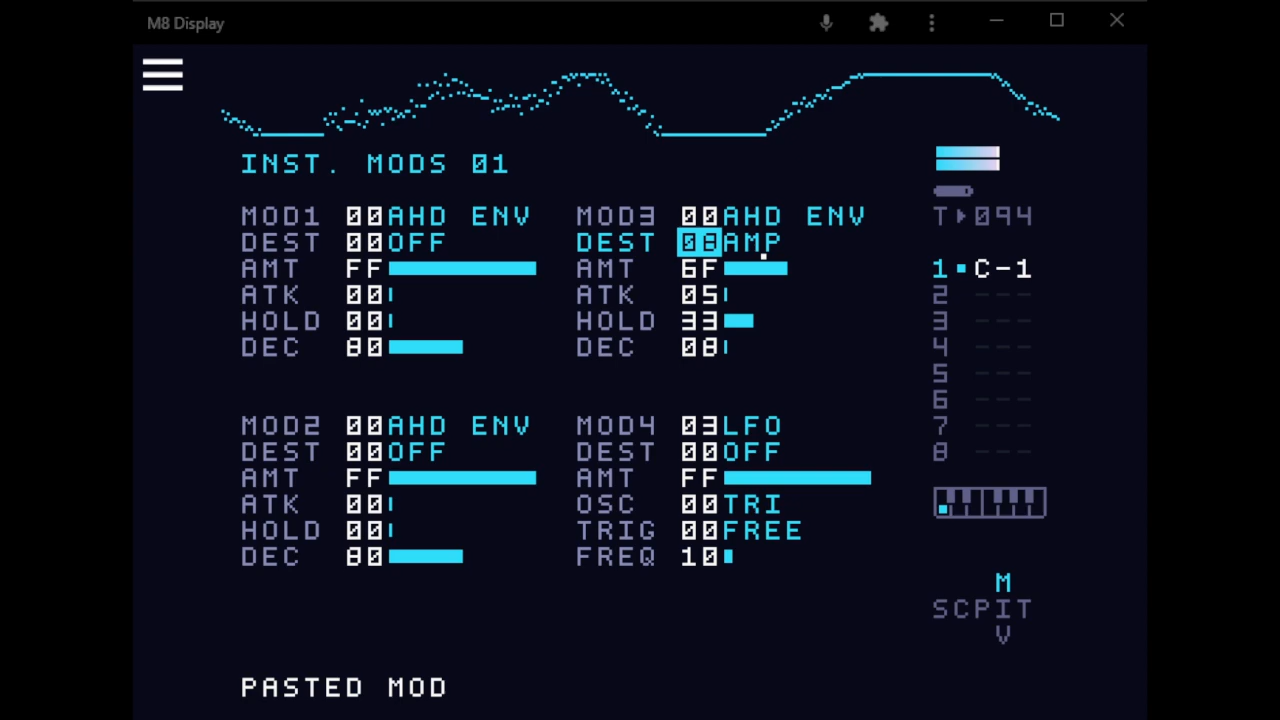 M8 Display
INST. MODS 01
MOD1 00AHD ENV MOD3 00AHD ENV T▸094
DEST 00OFF DEST 08AMP
AMT FF AMT 6F 1 C-1
ATK 00 ATK 05 2 ---
HOLD 00 HOLD 33 3 ---
DEC 80 DEC 08 4 ---
5 ---
6 ---
MOD2 00AHD ENV MOD4 03LFO 7 ---
DEST 00OFF DEST 00OFF 8 ---
AMT FF AMT FF
ATK 00 OSC 00TRI
HOLD 00 TRIG 00FREE
DEC 80 FREQ 10
M
SCPIT
V
PASTED MOD